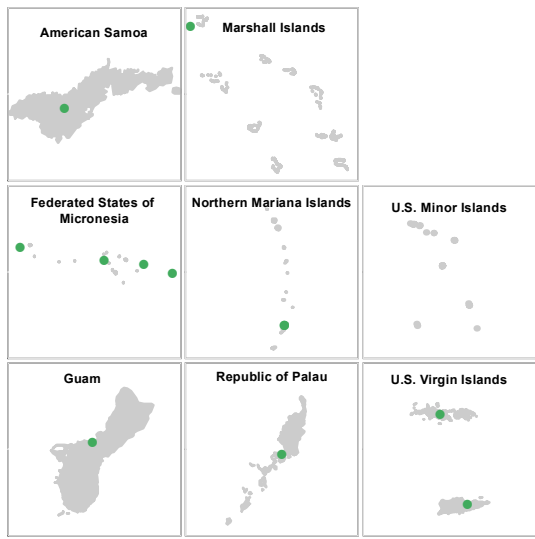 American Samoa
Marshall Islands
Federated States of
Micronesia
Northern Mariana Islands
U.S. Minor Islands
Guam
Republic of Palau
U.S. Virgin Islands